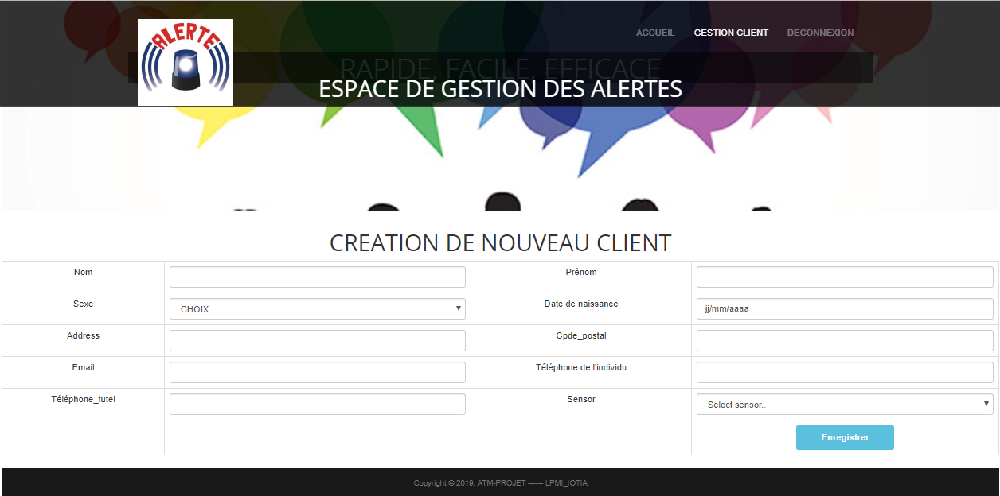 ALERTE
ACCUEIL GESTION CLIENT DECONNEXION
RAPIDE, FACILE, EFFICACE
ESPACE DE GESTION DES ALERTES
CREATION DE NOUVEAU CLIENT
Nom Prénom
Sexe CHOIX Date de naissance jj/mm/aaaa
Address Cpde_postal
Email Téléphone de l'individu
Téléphone_tutel Sensor Select sensor..
Enregistrer
Copyright © 2019, ATM-PROJET ------ LPMI_IOTIA